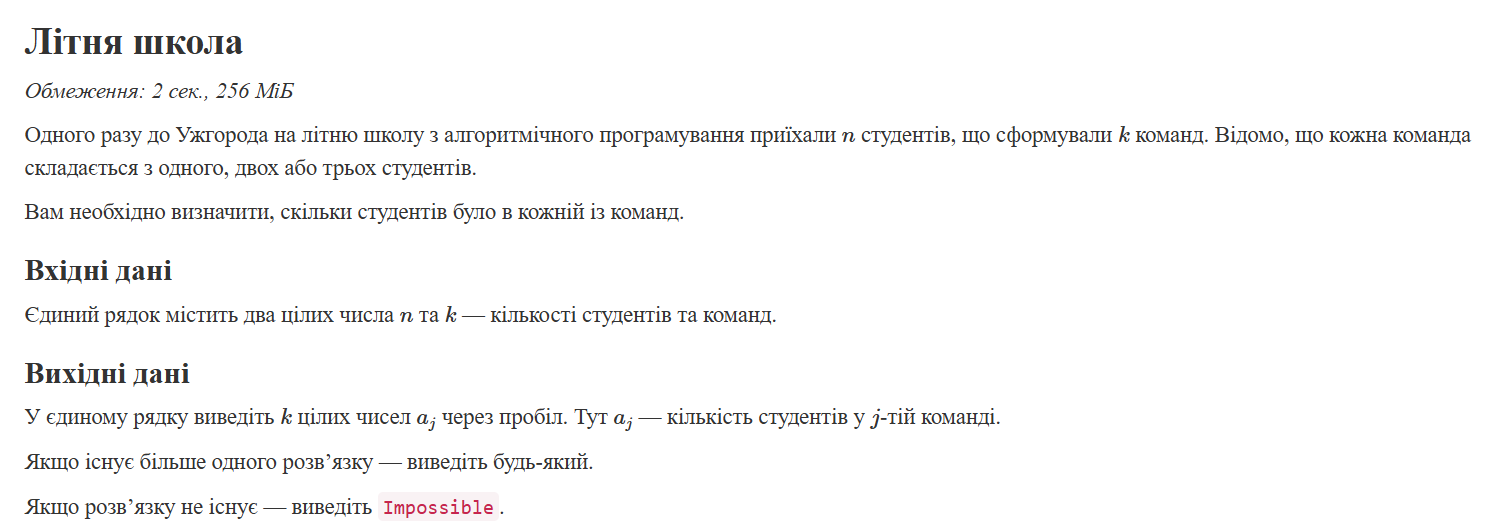 Літня школа
Обмеження: 2 сек., 256 МіБ
Одного разу до Ужгорода на літню школу з алгоритмічного програмування приїхали n студентів, що сформували k команд. Відомо, що кожна команда
складається з одного, двох або трьох студентів.
Вам необхідно визначити, скільки студентів було в кожній із команд.
Вхідні дані
Єдиний рядок містить два цілих числа n та k — кількості студентів та команд.
Вихідні дані
У єдиному рядку виведіть k цілих чисел a_j через пробіл. Тут a_j — кількість студентів у j-тій команді.
Якщо існує більше одного розв’язку — виведіть будь-який.
Якщо розв’язку не існує — виведіть Impossible.